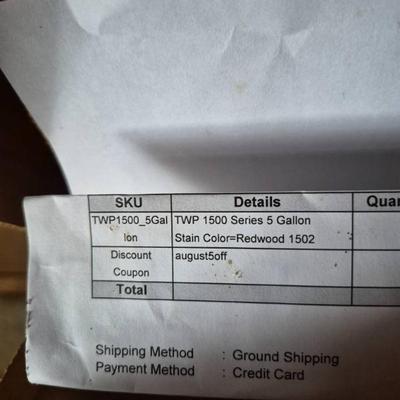 SKU Details Quan
TWP1500_5Gal TWP 1500 Series 5 Gallon
lon Stain Color=Redwood 1502
Discount august5off
Coupon
Total
Shipping Method : Ground Shipping
Payment Method : Credit Card